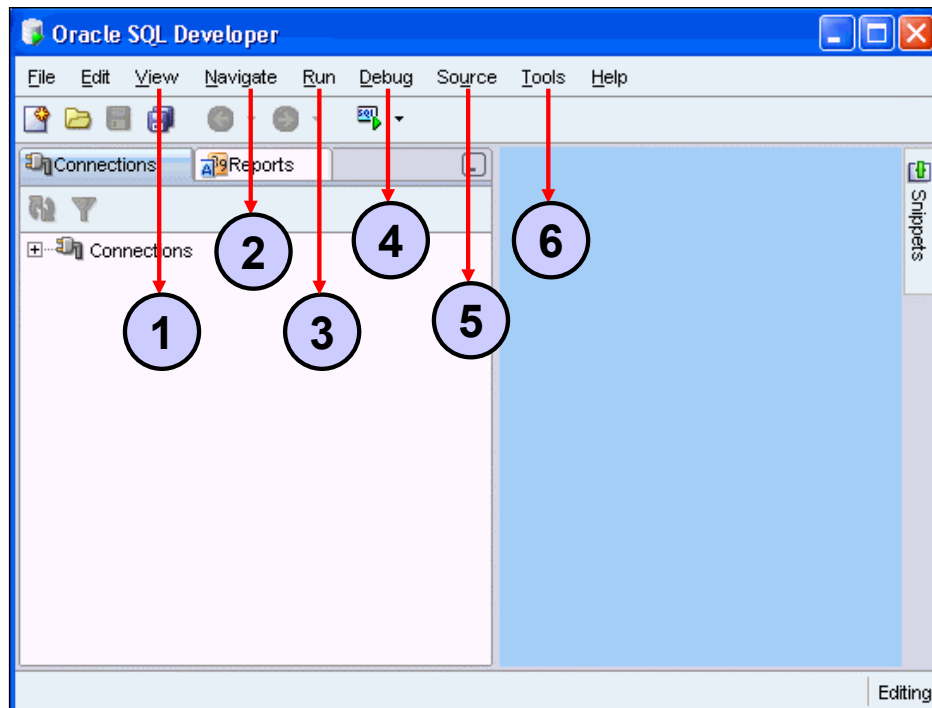 Oracle SQL Developer
File Edit View Navigate Run Debug Source Tools Help
SQL
Connections Reports
Snippets
Connections
2 4 6
1 3 5
Editing